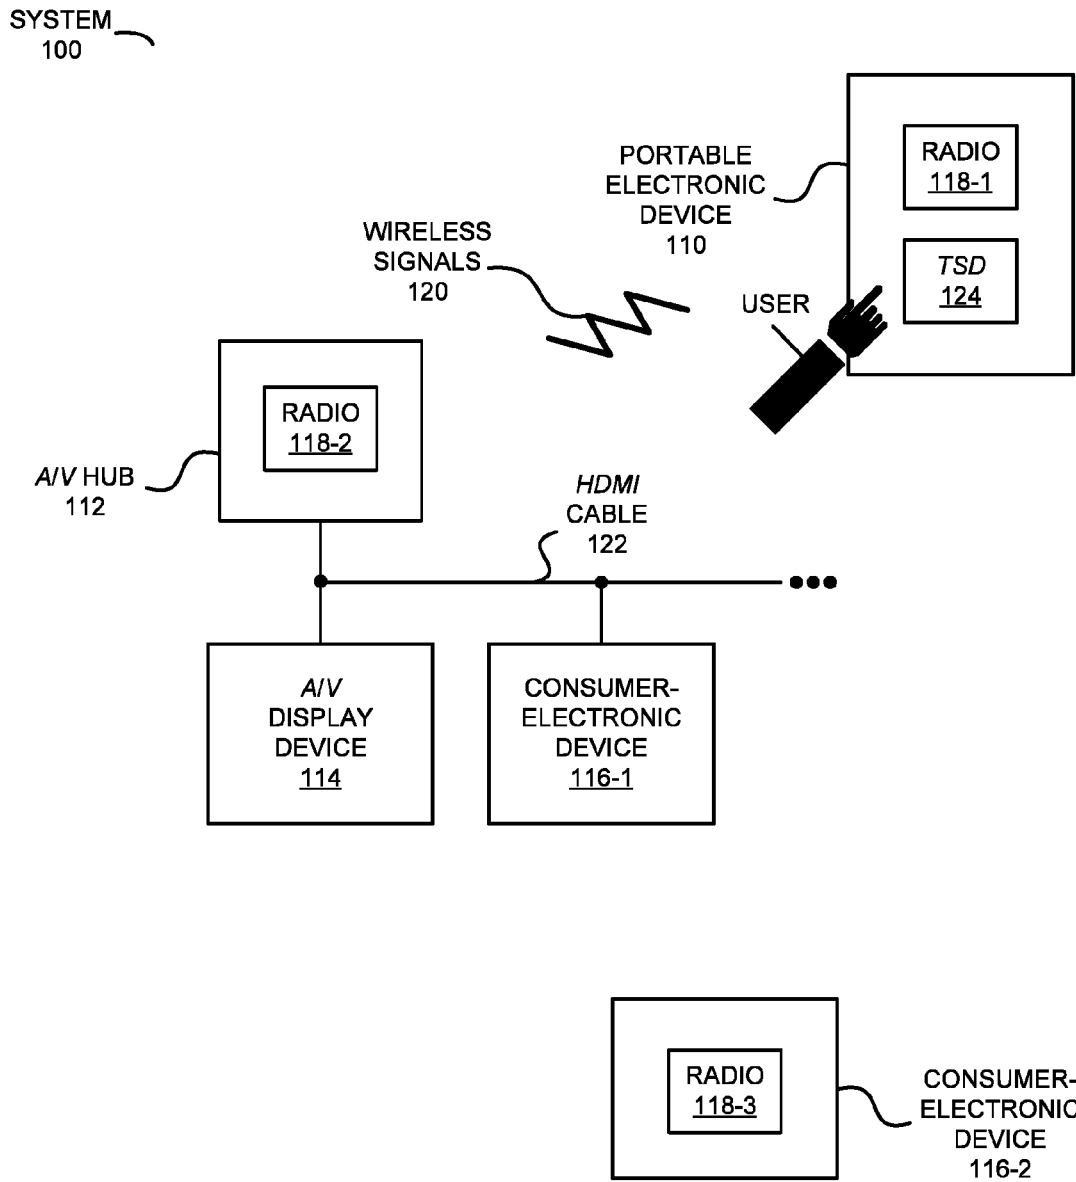 SYSTEM
100
PORTABLE
ELECTRONIC
DEVICE
110
RADIO
118-1
TSD
124
WIRELESS
SIGNALS
120
USER
RADIO
118-2
A/V HUB
112
HDMI
CABLE
122
A/V
DISPLAY
DEVICE
114
CONSUMER-
ELECTRONIC
DEVICE
116-1
RADIO
118-3
CONSUMER-
ELECTRONIC
DEVICE
116-2